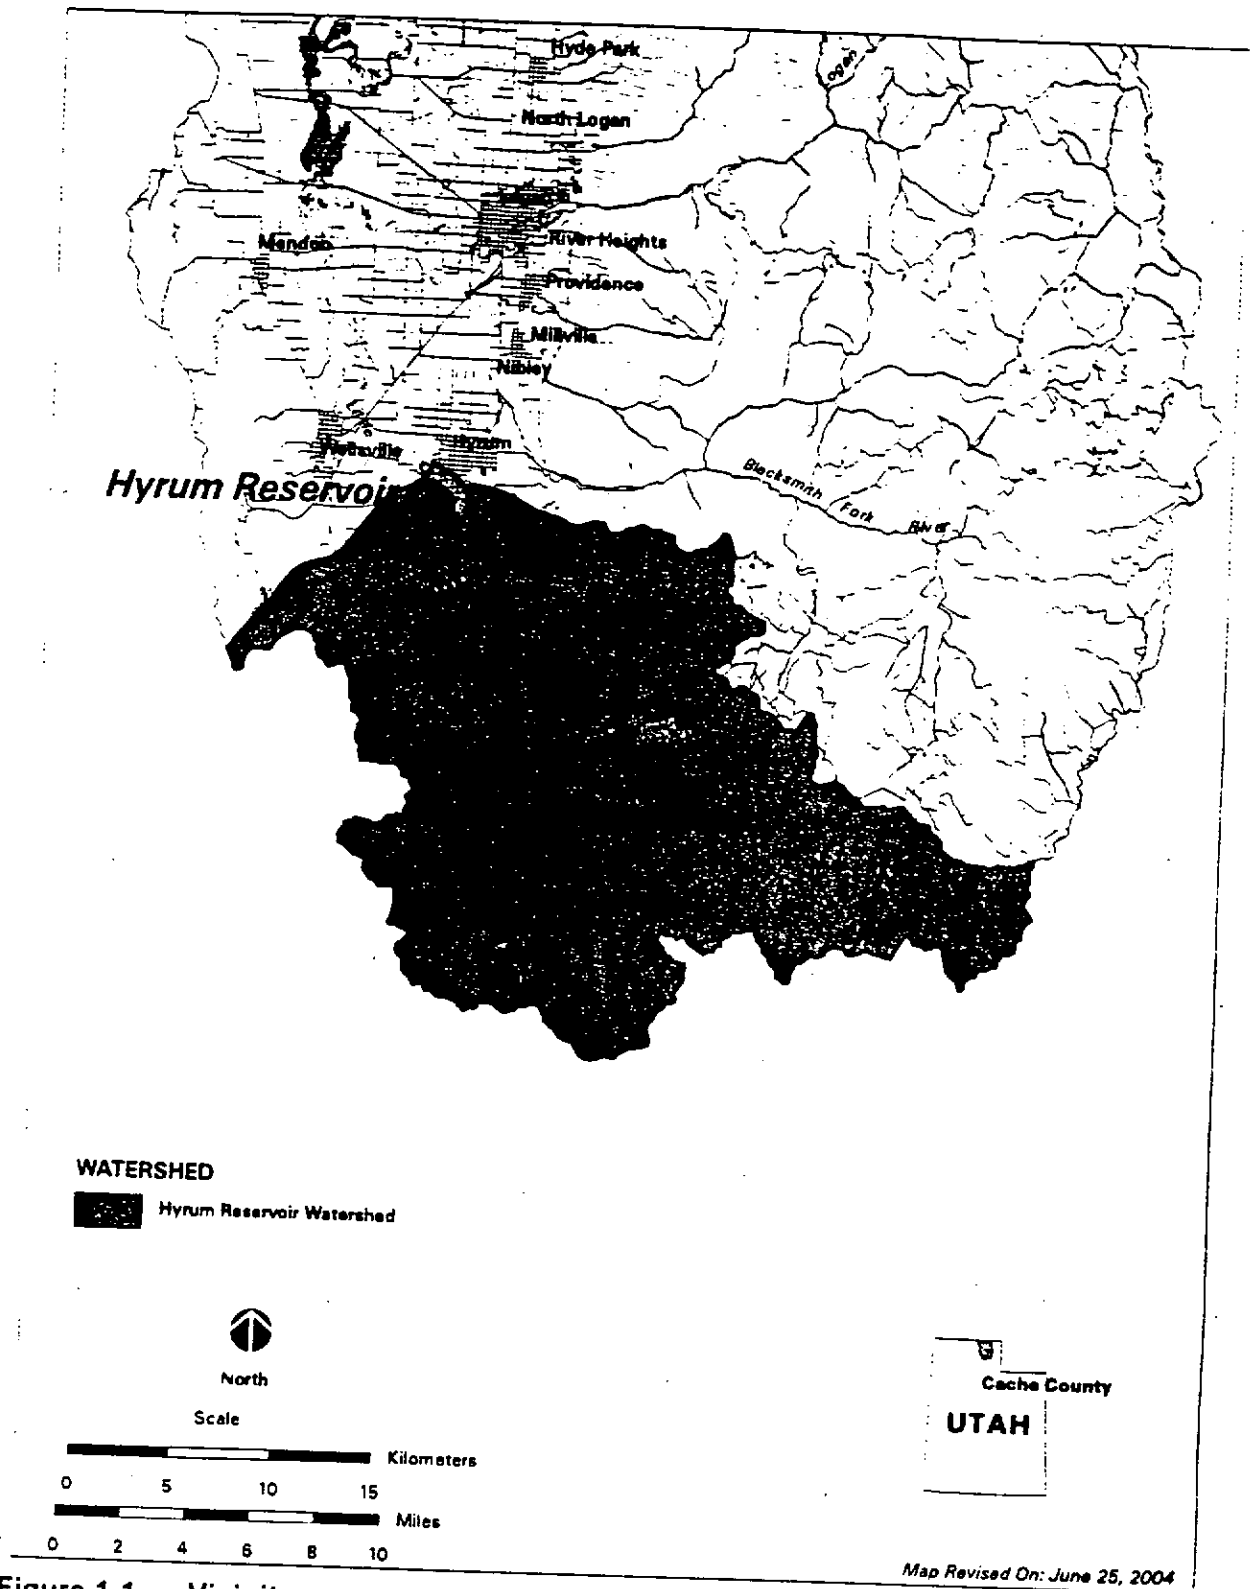 Hyde Park
North Logan
Mendon
River Heights
Providence
Millville
Nibley
Wellsville
Hyrum
Hyrum Reservoir
Blacksmith Fork River
WATERSHED
Hyrum Reservoir Watershed
North
Scale
Kilometers
0 5 10 15
Miles
0 2 4 6 8 10
Cache County
UTAH
Map Revised On: June 25, 2004
Figure 1-1